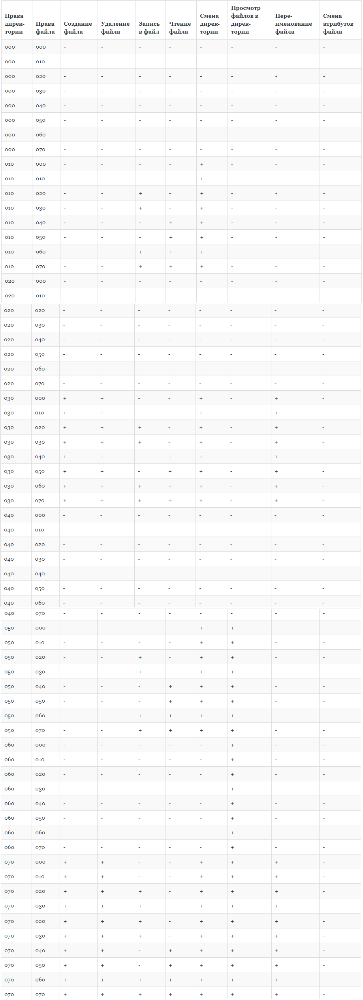 Права дирек- тории Права файла Создание файла Удаление файла Запись в файл Чтение файла Смена дирек- тории Просмотр файлов в дирек- тории Пере- именование файла Смена атрибутов файла
000 000 - - - - - - - -
000 010 - - - - - - - -
000 020 - - - - - - - -
000 030 - - - - - - - -
000 040 - - - - - - - -
000 050 - - - - - - - -
000 060 - - - - - - - -
000 070 - - - - - - - -
010 000 - - - - + - - -
010 010 - - - - + - - -
010 020 - - + - + - - -
010 030 - - + - + - - -
010 040 - - - + + - - -
010 050 - - - + + - - -
010 060 - - + + + - - -
010 070 - - + + + - - -
020 000 - - - - - - - -
020 010 - - - - - - - -
020 020 - - - - - - - -
020 030 - - - - - - - -
020 040 - - - - - - - -
020 050 - - - - - - - -
020 060 - - - - - - - -
020 070 - - - - - - - -
030 000 + + - - + - + -
030 010 + + - - + - + -
030 020 + + + - + - + -
030 030 + + + - + - + -
030 040 + + - + + - + -
030 050 + + - + + - + -
030 060 + + + + + - + -
030 070 + + + + + - + -
040 000 - - - - - - - -
040 010 - - - - - - - -
040 020 - - - - - - - -
040 030 - - - - - - - -
040 040 - - - - - - - -
040 050 - - - - - - - -
040 060 - - - - - - - -
040 070 - - - - - - - -
050 000 - - - - + + - -
050 010 - - - - + + - -
050 020 - - + - + + - -
050 030 - - + - + + - -
050 040 - - - + + + - -
050 050 - - - + + + - -
050 060 - - + + + + - -
050 070 - - + + + + - -
060 000 - - - - - + - -
060 010 - - - - - + - -
060 020 - - - - - + - -
060 030 - - - - - + - -
060 040 - - - - - + - -
060 050 - - - - - + - -
060 060 - - - - - + - -
060 070 - - - - - + - -
070 000 + + - - + + + -
070 010 + + - - + + + -
070 020 + + + - + + + -
070 030 + + + - + + + -
070 020 + + + - + + + -
070 030 + + + - + + + -
070 040 + + - + + + + -
070 050 + + - + + + + -
070 060 + + + + + + + -
070 070 + + + + + + + -